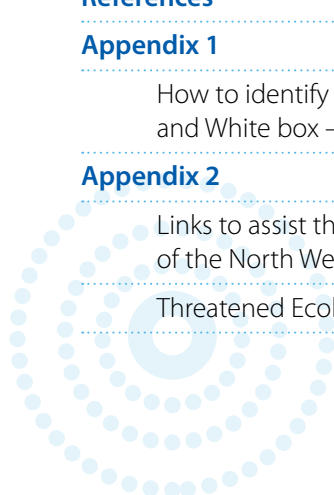 References
Appendix 1
How to identify
and White box –
Appendix 2
Links to assist th
of the North We
Threatened Ecol